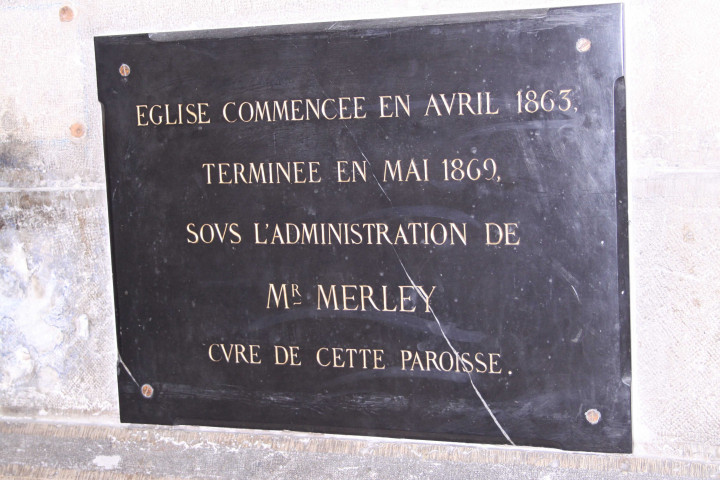 EGLISE COMMENCEE EN AVRIL 1863,
TERMINEE EN MAI 1869,
SOVS L'ADMINISTRATION DE
MR MERLEY
CVRE DE CETTE PAROISSE.